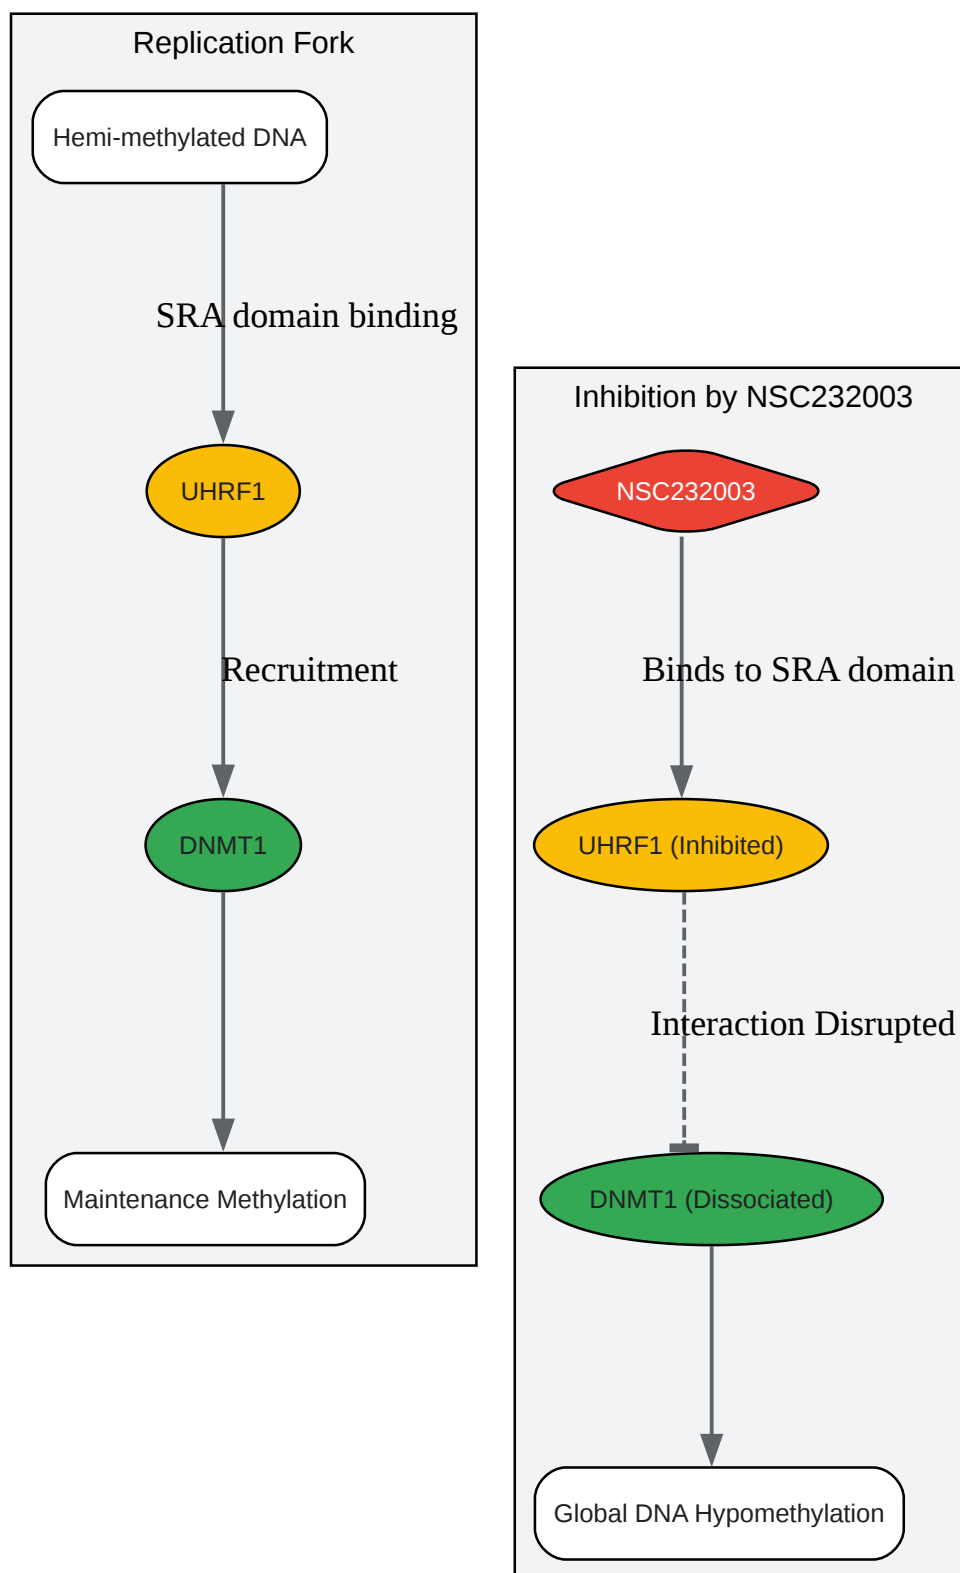 Replication Fork
Hemi-methylated DNA
SRA domain binding
UHRF1
Recruitment
DNMT1
Maintenance Methylation
Inhibition by NSC232003
NSC232003
Binds to SRA domain
UHRF1 (Inhibited)
Interaction Disrupted
DNMT1 (Dissociated)
Global DNA Hypomethylation